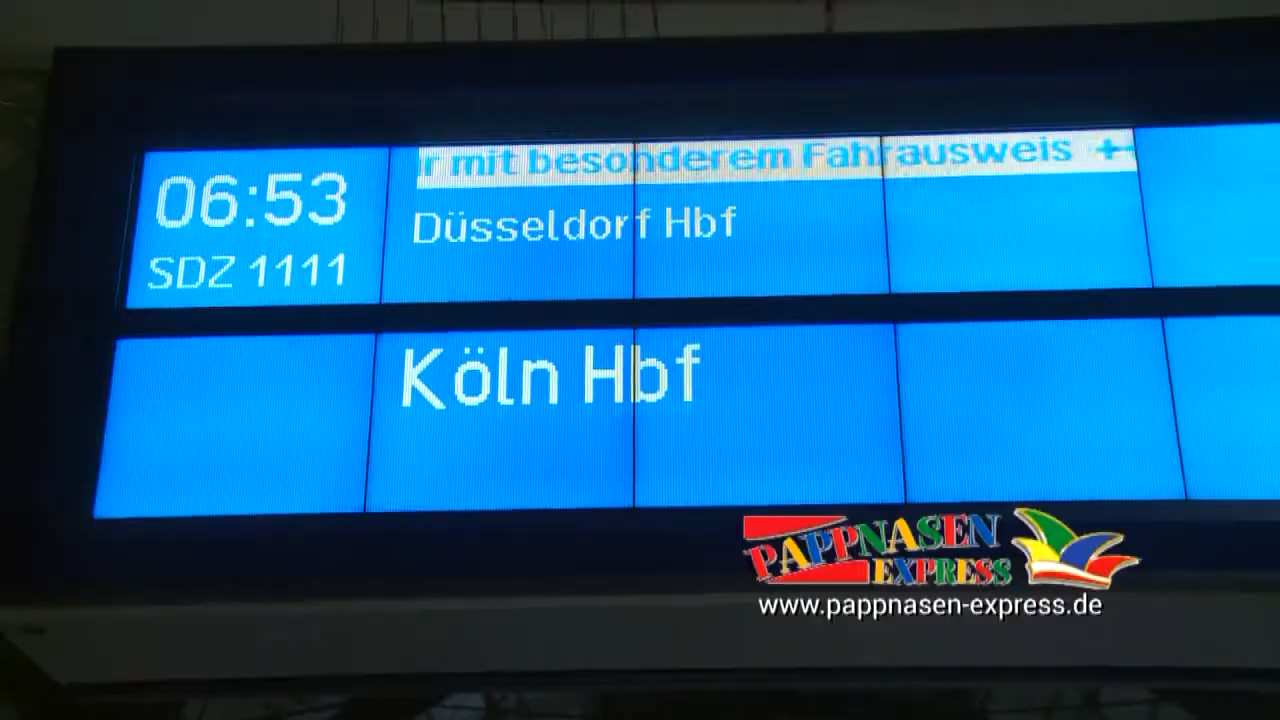 06:53
r mit besonderem Fahrausweis +
Düsseldorf Hbf
SDZ 1111
Köln Hbf
PAPPNASEN
EXPRESS
www.pappnasen-express.de